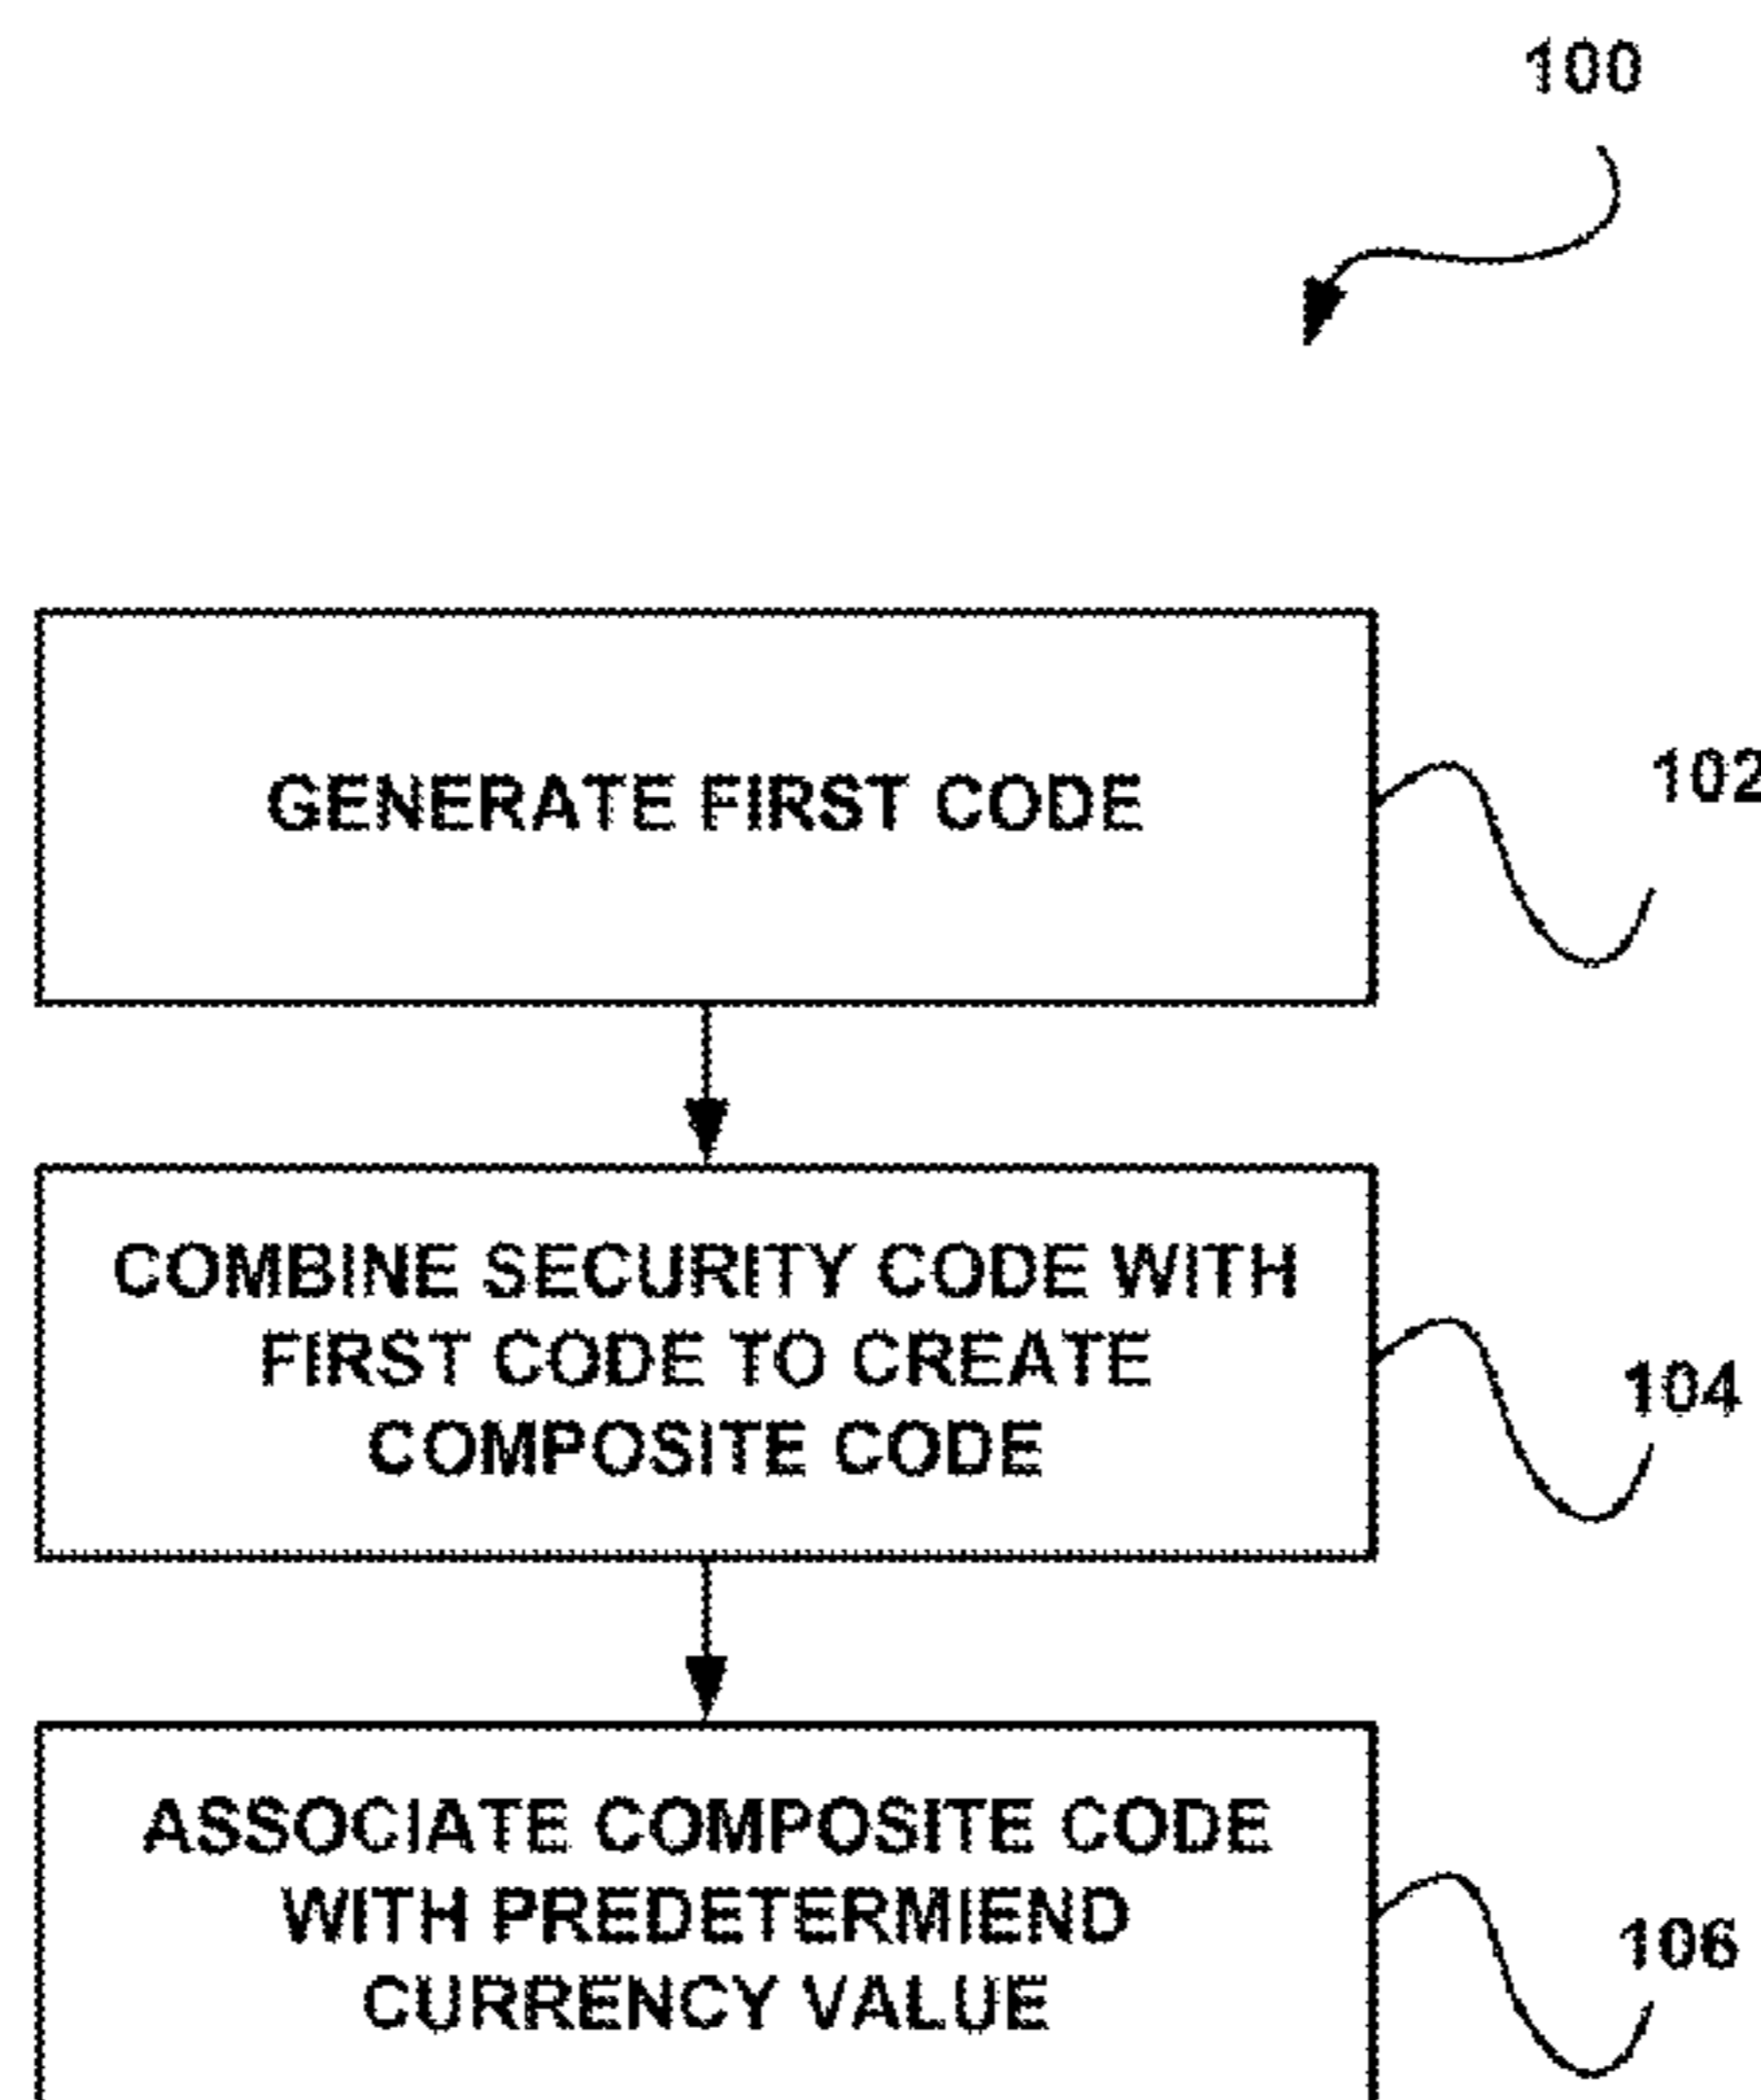 100
GENERATE FIRST CODE
102
COMBINE SECURITY CODE WITH
FIRST CODE TO CREATE
COMPOSITE CODE
104
ASSOCIATE COMPOSITE CODE
WITH PREDETERMIEND
CURRENCY VALUE
106